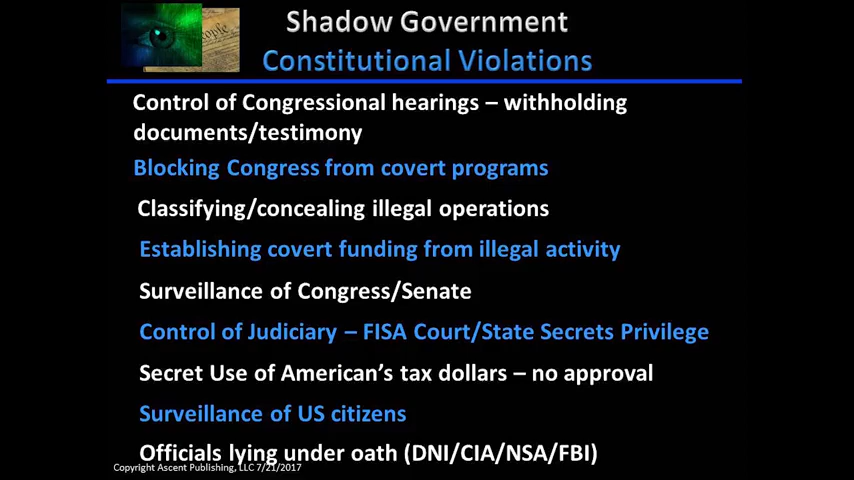 Shadow Government
Constitutional Violations
Control of Congressional hearings – withholding
documents/testimony
Blocking Congress from covert programs
Classifying/concealing illegal operations
Establishing covert funding from illegal activity
Surveillance of Congress/Senate
Control of Judiciary – FISA Court/State Secrets Privilege
Secret Use of American’s tax dollars – no approval
Surveillance of US citizens
Officials lying under oath (DNI/CIA/NSA/FBI)
Copyright Ascent Publishing, LLC 7/21/2017